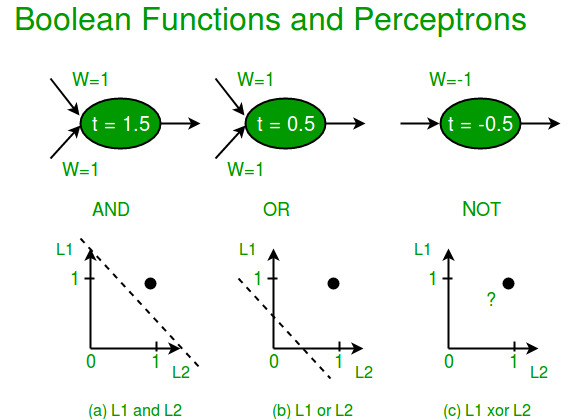 Boolean Functions and Perceptrons
W=1 W=1 W=-1
t = 1.5 t = 0.5 t = -0.5
W=1 W=1
AND OR NOT
L1 L1 L1
1 1 1
?
0 1 0 1 0 1
L2 L2 L2
(a) L1 and L2 (b) L1 or L2 (c) L1 xor L2